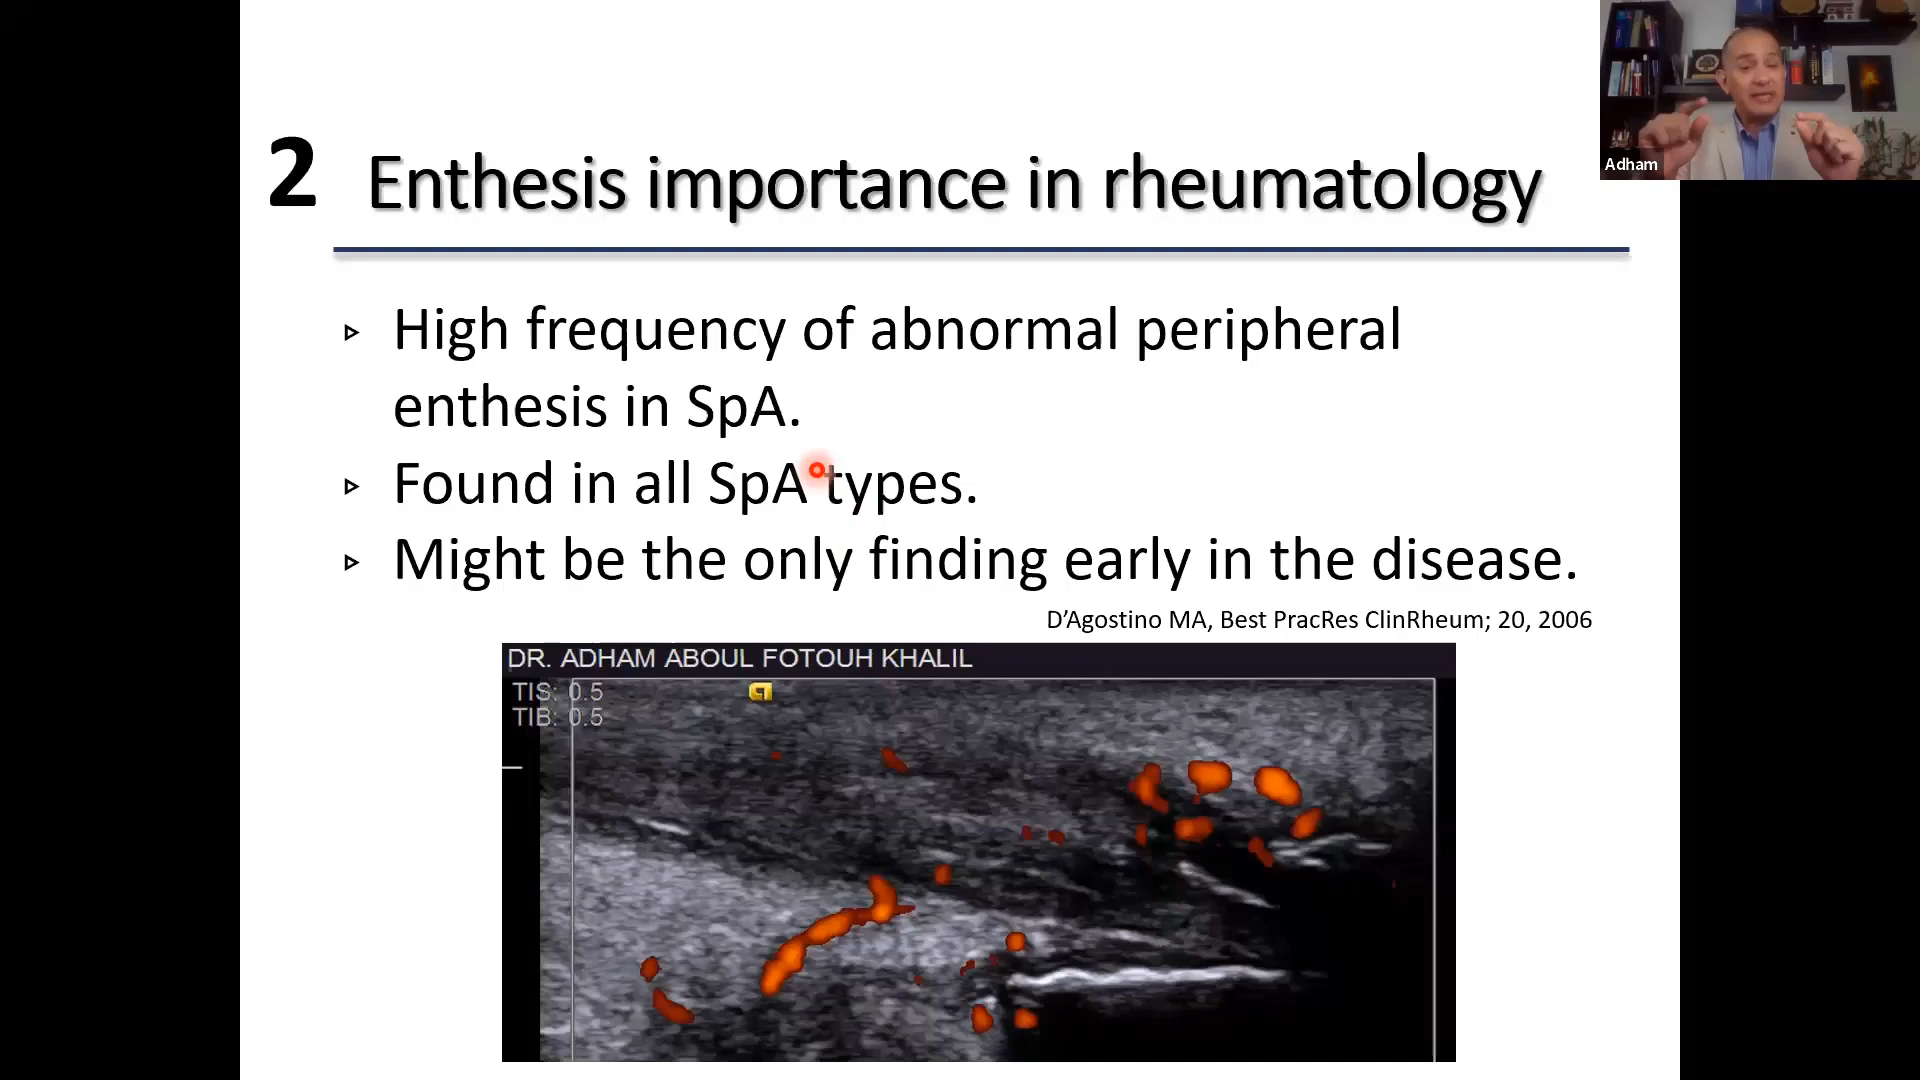 Adham
2 Enthesis importance in rheumatology
High frequency of abnormal peripheral
enthesis in SpA.
Found in all SpA types.
Might be the only finding early in the disease.
D’Agostino MA, Best PracRes ClinRheum; 20, 2006
DR. ADHAM ABOUL FOTOUH KHALIL
TIS: 0.5
TIB: 0.5